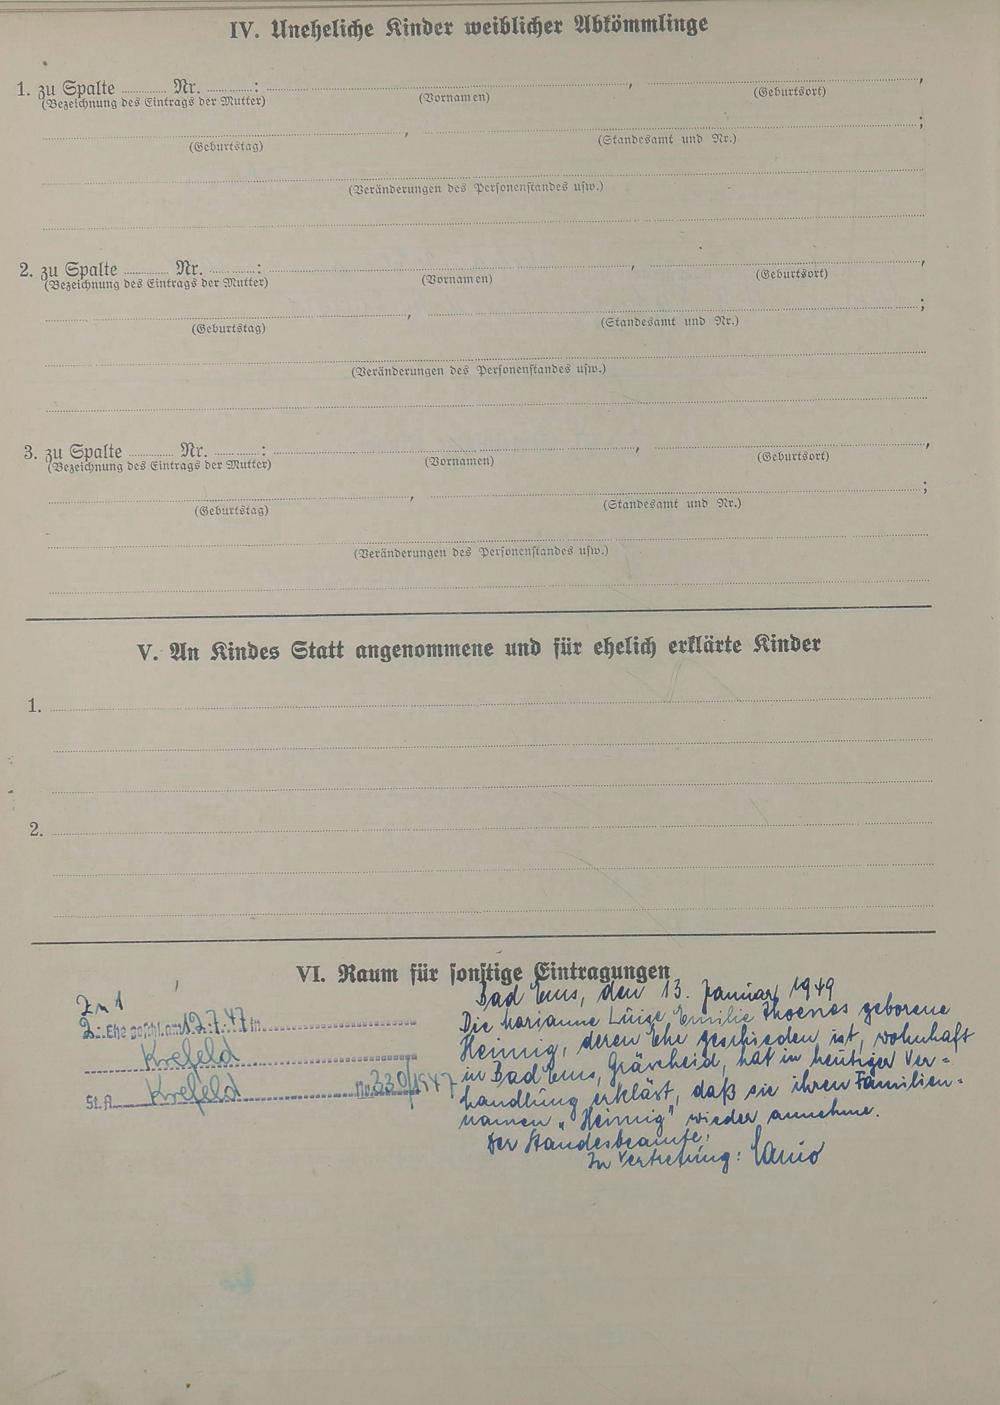 IV. Uneheliche Kinder weiblicher Abkömmlinge
1. zu Spalte ............ Nr. ............: ............, ............,
(Bezeichnung des Eintrags der Mutter) (Vornamen) (Geburtsort)
............, ............;
(Geburtstag) (Standesamt und Nr.)
(Veränderungen des Personenstandes usw.)
2. zu Spalte ............ Nr. ............: ............, ............,
(Bezeichnung des Eintrags der Mutter) (Vornamen) (Geburtsort)
............, ............;
(Geburtstag) (Standesamt und Nr.)
(Veränderungen des Personenstandes usw.)
3. zu Spalte ............ Nr. ............: ............, ............,
(Bezeichnung des Eintrags der Mutter) (Vornamen) (Geburtsort)
............, ............;
(Geburtstag) (Standesamt und Nr.)
(Veränderungen des Personenstandes usw.)
V. An Kindes Statt angenommene und für ehelich erklärte Kinder
1.
2.
VI. Raum für sonstige Eintragungen
Zu 1
2. Ehe geschl. am 12.7.47 in
Krefeld
St.A. Krefeld No. 330/1947
Bad Ems, den 13. Januar 1949
Die Marianne Luise Emilie Thoenes geborene
Heinnig, deren Ehe geschieden ist, wohnhaft
in Bad Ems, hat in heutiger Ver-
handlung erklärt, daß sie ihren Familien-
namen „Heinnig" wieder annehme.
Der Standesbeamte:
In Vertretung: